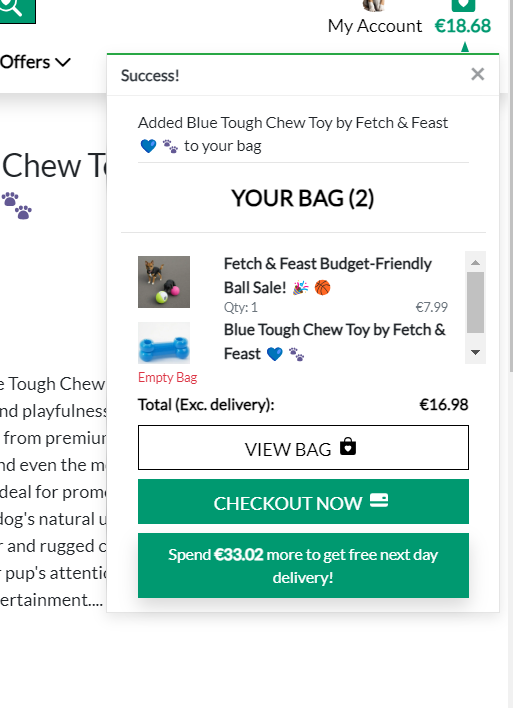 My Account €18.68
Offers
Success! ×
Added Blue Tough Chew Toy by Fetch & Feast
💙 🐾 to your bag
Chew
🐾
YOUR BAG (2)
Fetch & Feast Budget-Friendly
Ball Sale! 🎉 🏀
Qty: 1 €7.99
Blue Tough Chew Toy by Fetch &
Feast 💙 🐾
Empty Bag
Total (Exc. delivery): €16.98
VIEW BAG
CHECKOUT NOW
Spend €33.02 more to get free next day
delivery!
Tough Chew
nd playfulness
from premium
nd even the m
deal for prom
dog's natural u
r and rugged c
r pup's attentio
ertainment....